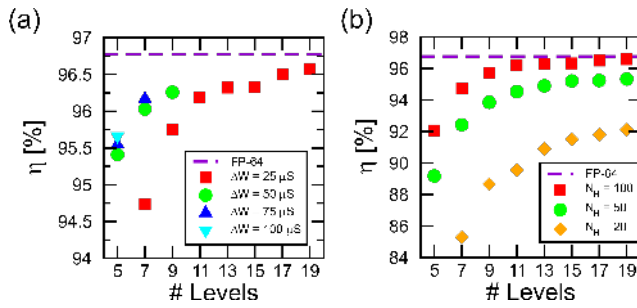 (a)
97
96.5
96
95.5
95
94.5
94
η [%]
FP-64
ΔW = 25 μS
ΔW = 50 μS
ΔW = 75 μS
ΔW = 100 μS
5 7 9 11 13 15 17 19
# Levels
(b)
98
96
94
92
90
88
86
84
η [%]
FP-64
N_H = 100
N_H = 50
N_H = 20
5 7 9 11 13 15 17 19
# Levels